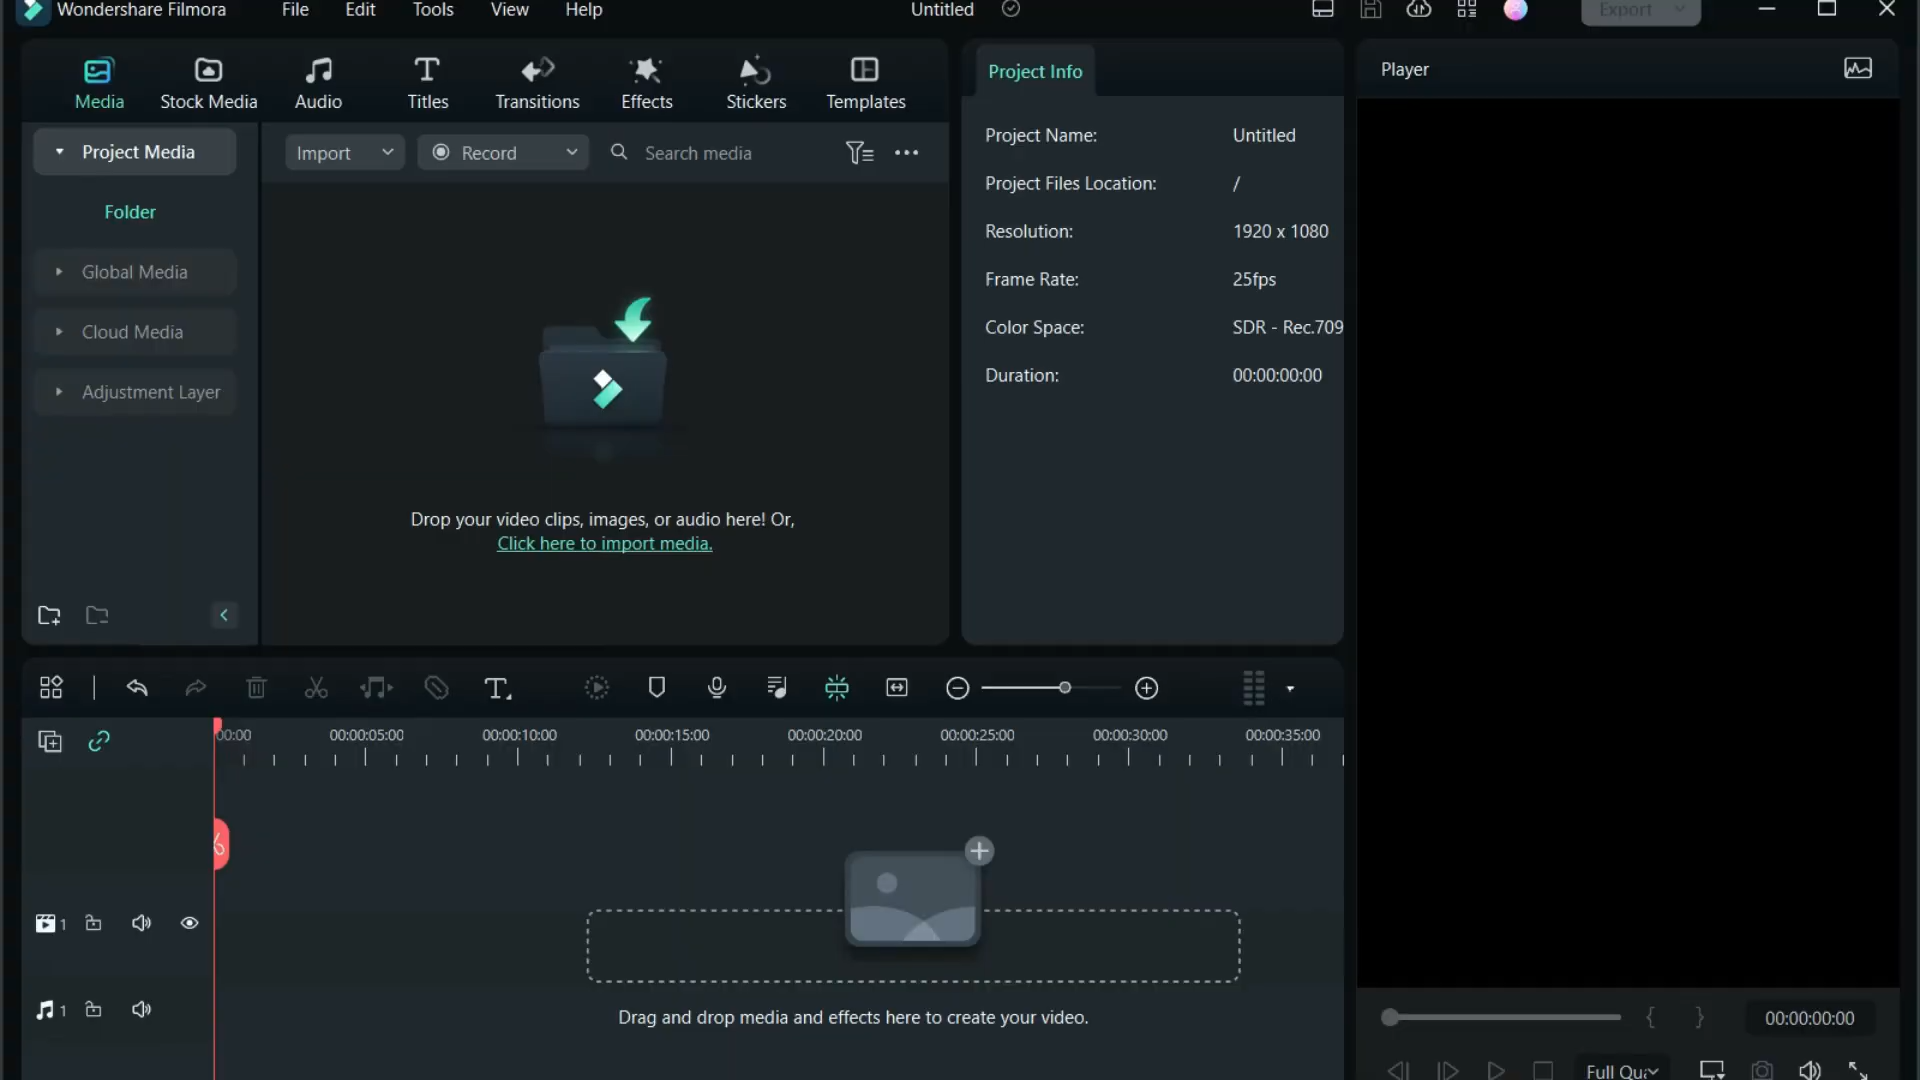 Wondershare Filmora File Edit Tools View Help Untitled Export
Media Stock Media Audio Titles Transitions Effects Stickers Templates
Project Info
Player
Project Media
Import Record Search media
Folder
Global Media
Cloud Media
Adjustment Layer
Drop your video clips, images, or audio here! Or,
Click here to import media.
Project Name: Untitled
Project Files Location: /
Resolution: 1920 x 1080
Frame Rate: 25fps
Color Space: SDR - Rec.709
Duration: 00:00:00:00
00:00 00:00:05:00 00:00:10:00 00:00:15:00 00:00:20:00 00:00:25:00 00:00:30:00 00:00:35:00
1
1
Drag and drop media and effects here to create your video.
{ } 00:00:00:00
Full Qua